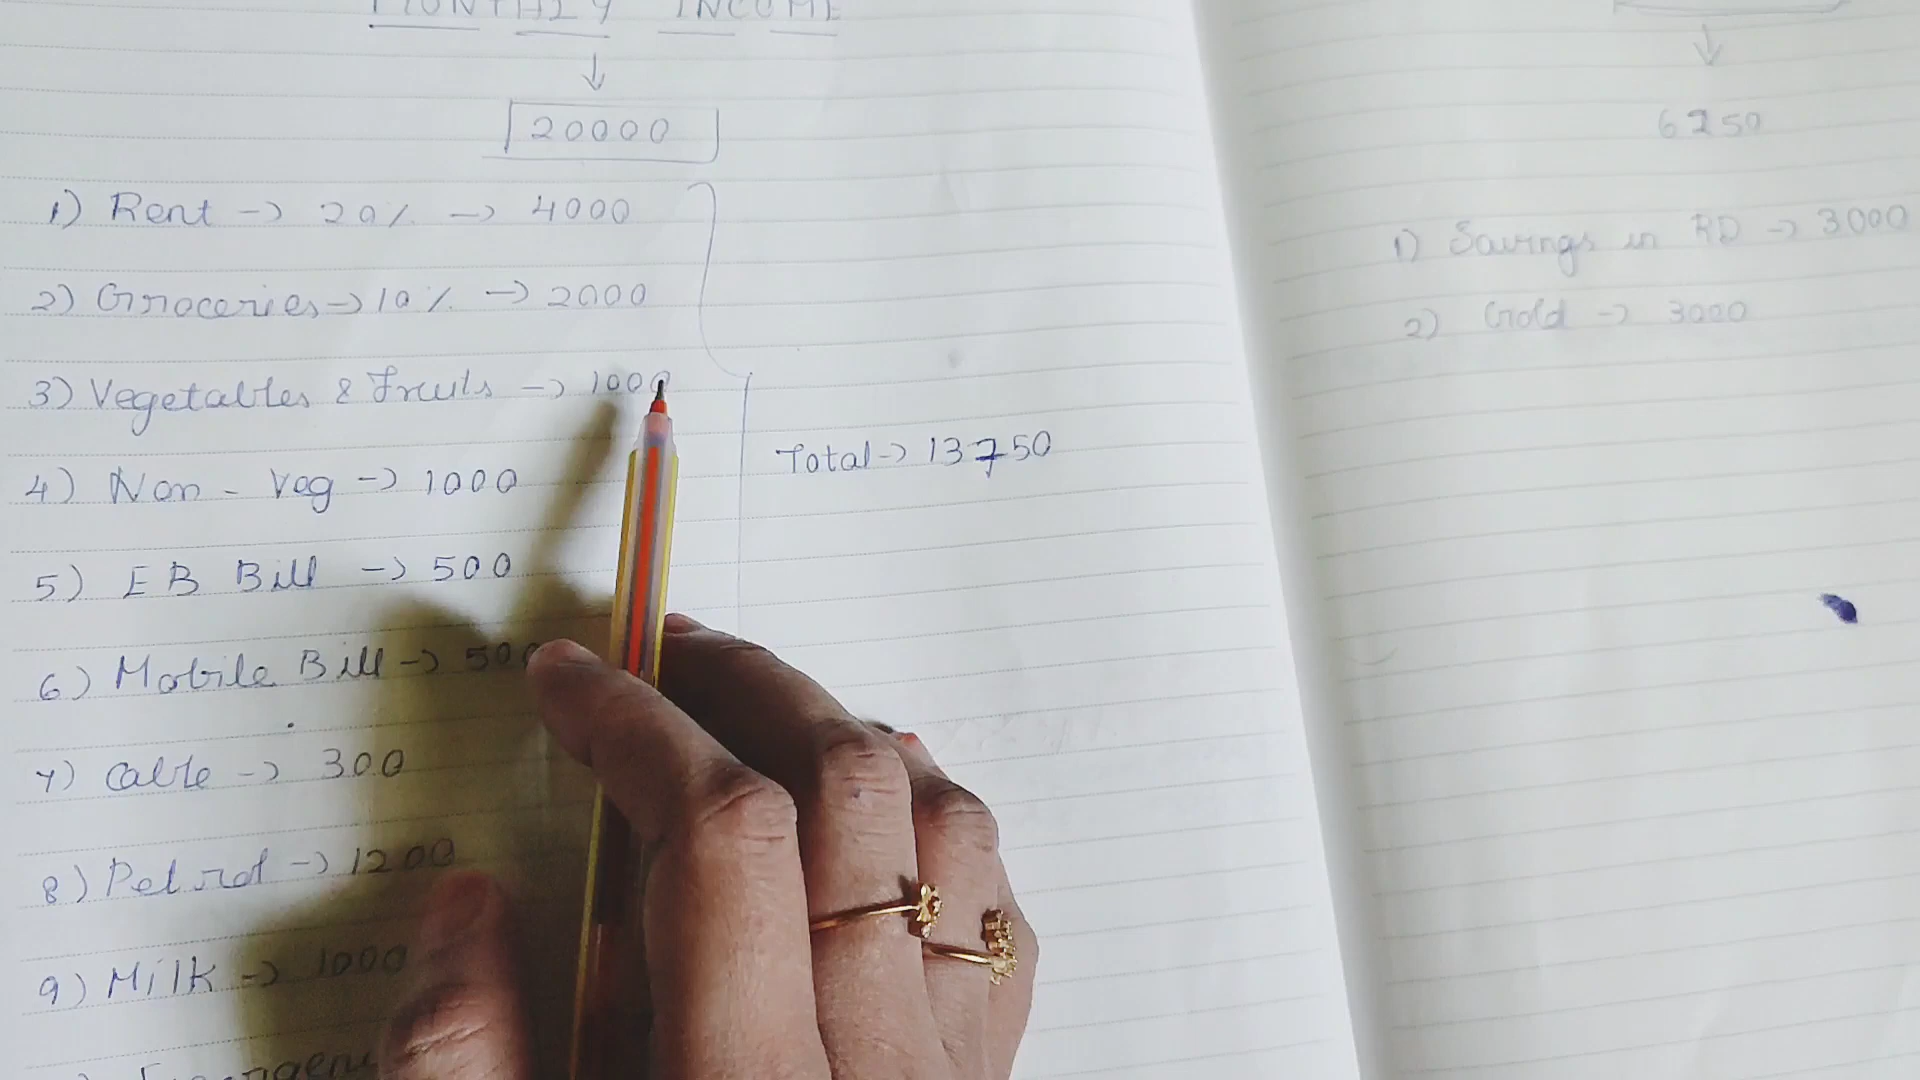 MONTHLY INCOME
↓
20000
1) Rent -> 20% -> 4000
2) Groceries -> 10% -> 2000
3) Vegetables & Fruits -> 1000
4) Non - Veg -> 1000
5) EB Bill -> 500
6) Mobile Bill -> 500
7) Cable -> 300
8) Petrol -> 1200
9) Milk -> 1000
Total -> 13750
↓
6250
1) Savings in RD -> 3000
2) Gold -> 3000